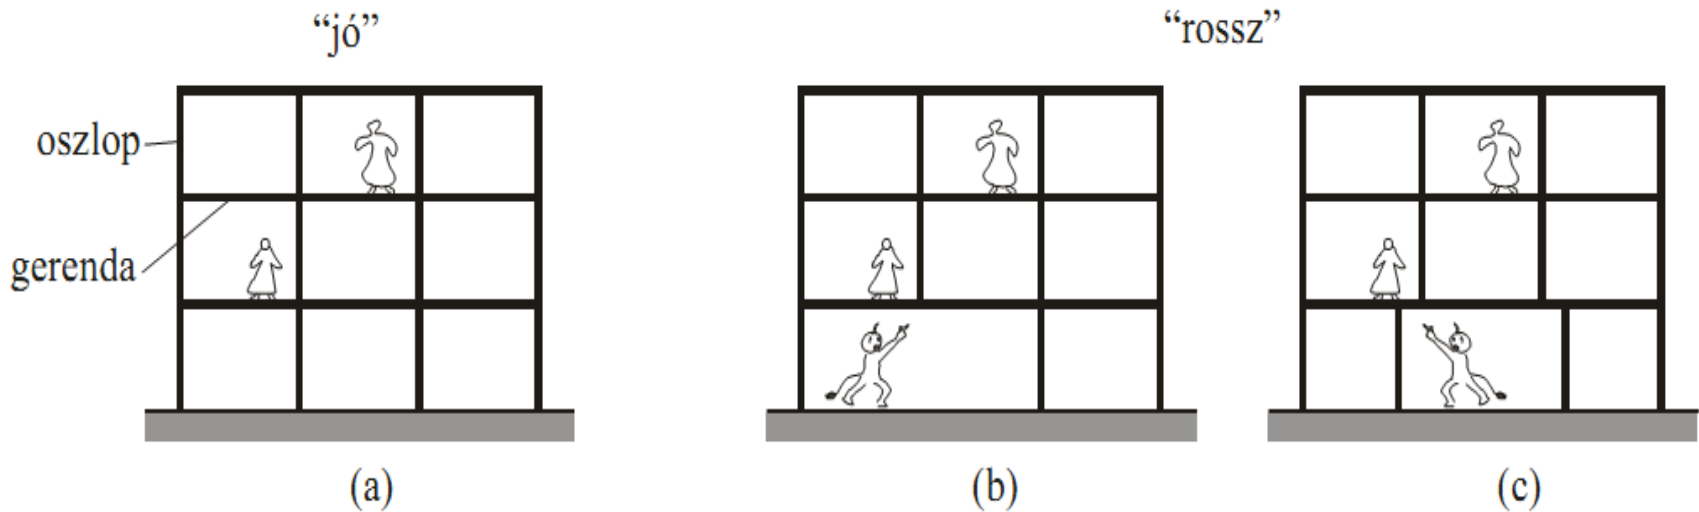 “jó”
“rossz”
oszlop
gerenda
(a)
(b)
(c)